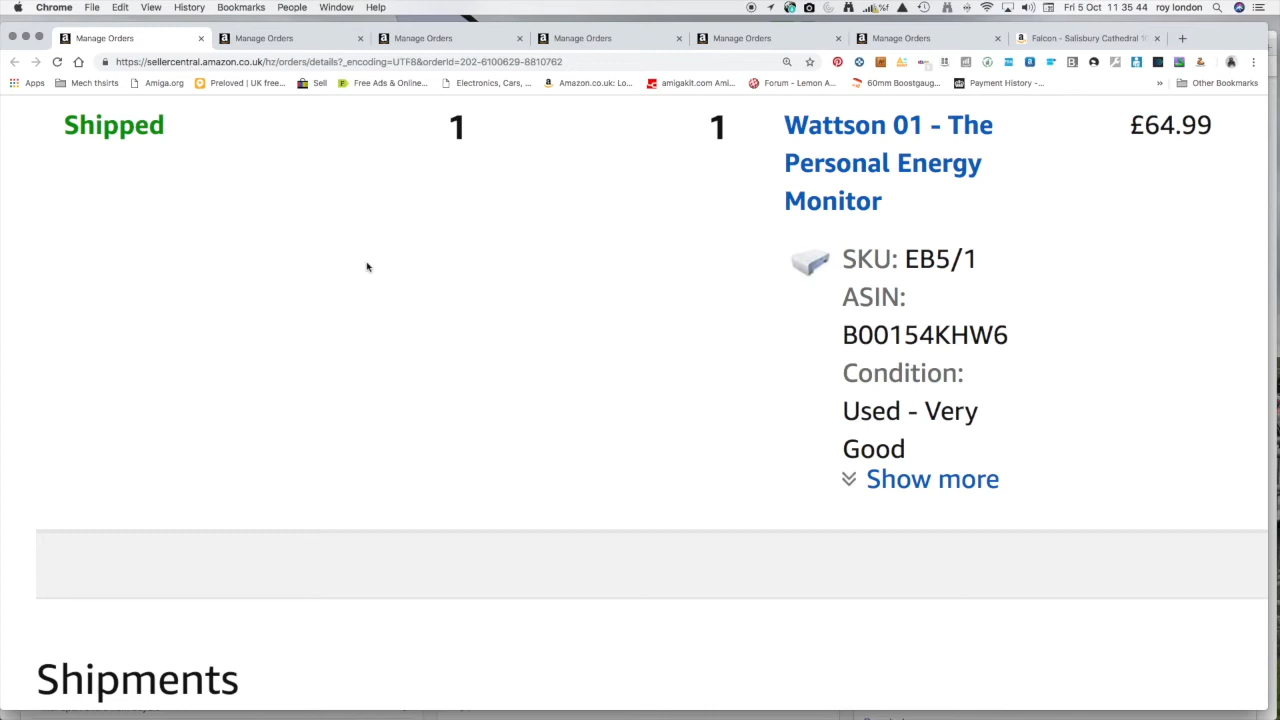 Chrome File Edit View History Bookmarks People Window Help Fri 5 Oct 11 35 44 roy london
Manage Orders Manage Orders Manage Orders Manage Orders Manage Orders Manage Orders Falcon - Salisbury Cathedral 1
https://sellercentral.amazon.co.uk/hz/orders/details?_encoding=UTF8&orderId=202-6100629-8810762
Apps Mech thsirts Amiga.org Preloved | UK free... Free Ads & Online... Sell Electronics, Cars, ... Amazon.co.uk: Lo... amigakit.com Ami... Forum - Lemon A... 60mm Boostgaug... Payment History -... » Other Bookmarks
Shipped 1 1 Wattson 01 - The £64.99
Personal Energy
Monitor
SKU: EB5/1
ASIN:
B00154KHW6
Condition:
Used - Very
Good
Show more
Shipments